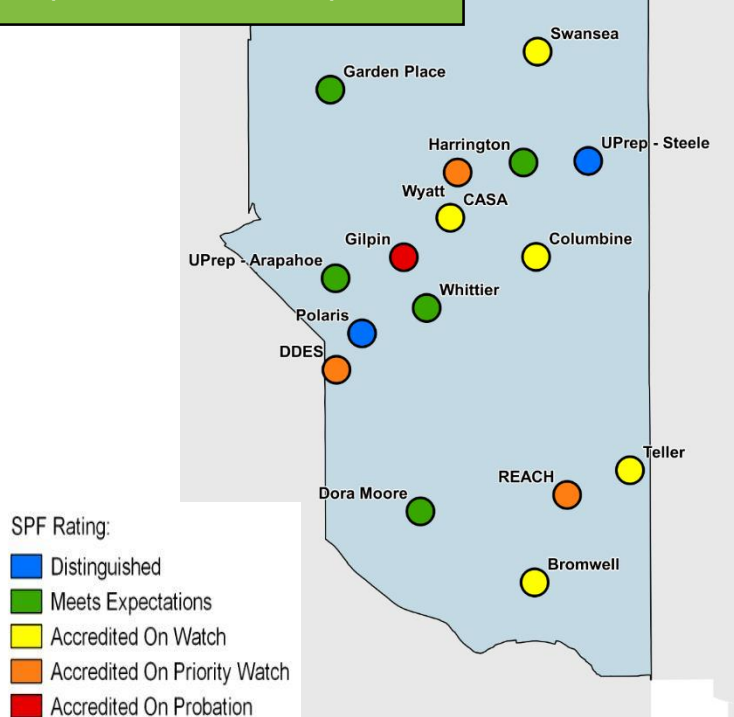 Swansea
Garden Place
Harrington
UPrep - Steele
Wyatt
CASA
Gilpin
Columbine
UPrep - Arapahoe
Whittier
Polaris
DDES
Teller
REACH
Dora Moore
Bromwell
SPF Rating:
Distinguished
Meets Expectations
Accredited On Watch
Accredited On Priority Watch
Accredited On Probation